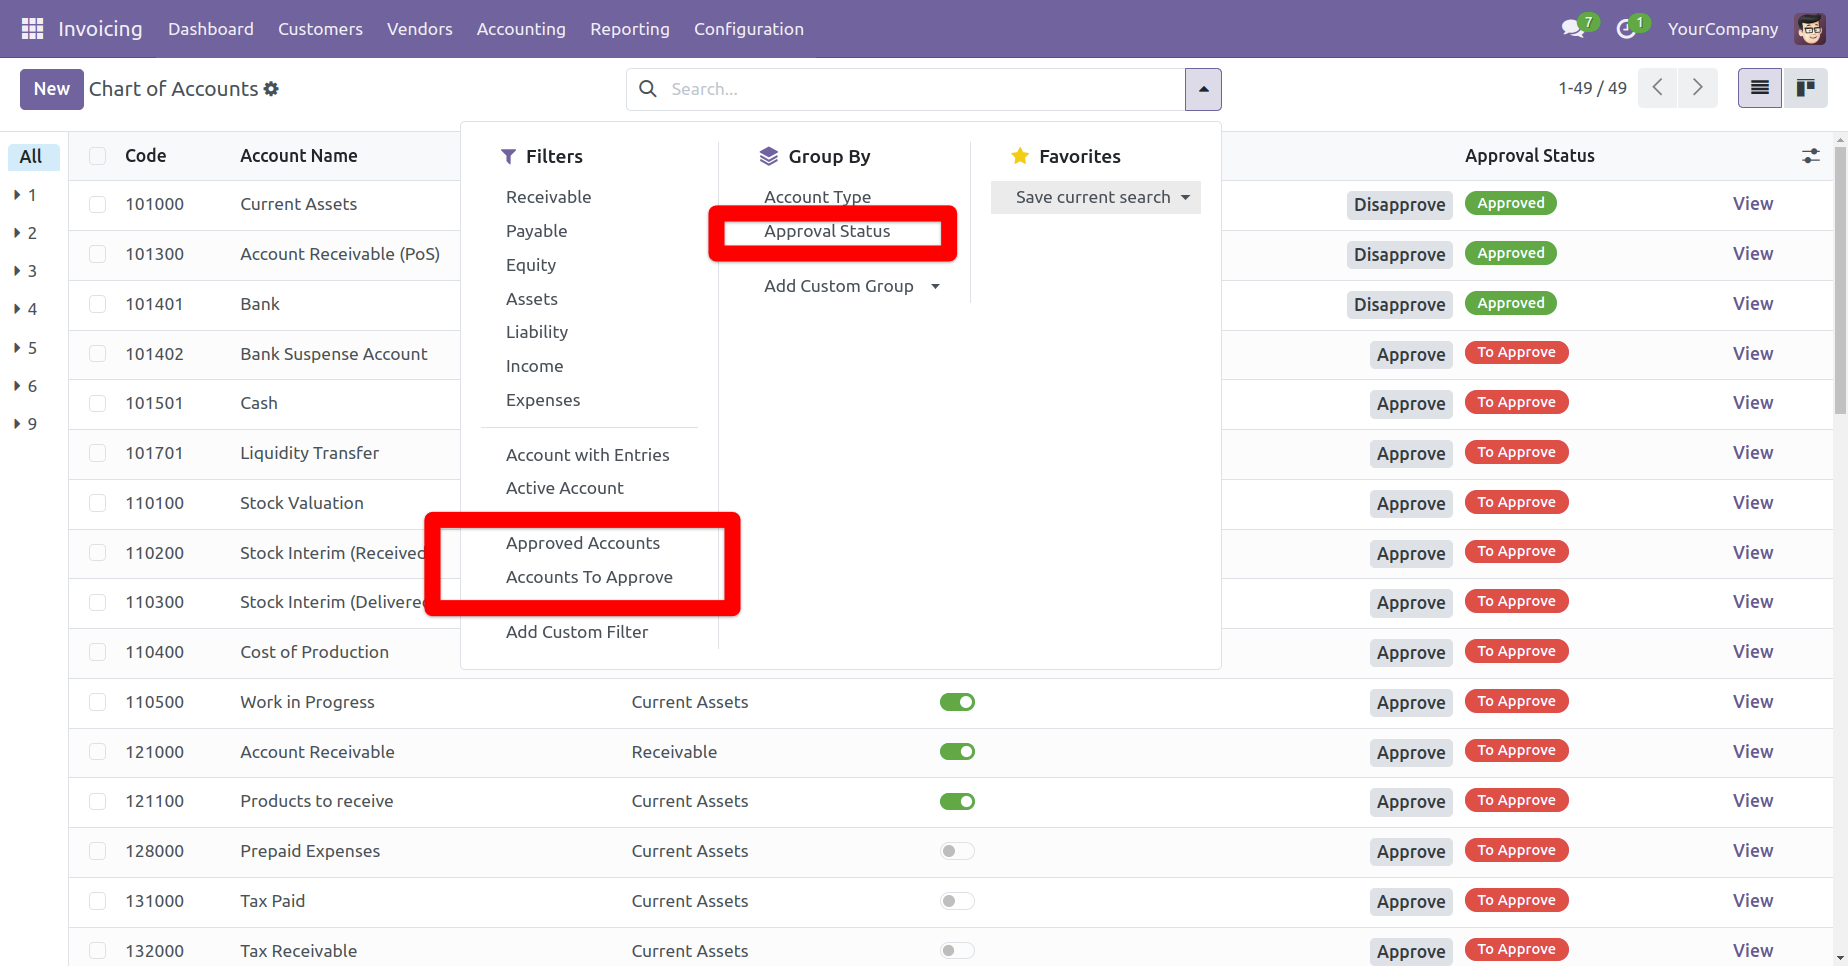 Invoicing Dashboard Customers Vendors Accounting Reporting Configuration 7 1 YourCompany
New Chart of Accounts Search... 1-49 / 49
All Code Account Name Filters Group By Favorites Approval Status
1
2
3
4
5
6
9
Receivable
Payable
Equity
Assets
Liability
Income
Expenses
Account with Entries
Active Account
Approved Accounts
Accounts To Approve
Add Custom Filter
Account Type
Approval Status
Add Custom Group
Save current search
101000 Current Assets Disapprove Approved View
101300 Account Receivable (PoS) Disapprove Approved View
101401 Bank Disapprove Approved View
101402 Bank Suspense Account Approve To Approve View
101501 Cash Approve To Approve View
101701 Liquidity Transfer Approve To Approve View
110100 Stock Valuation Approve To Approve View
110200 Stock Interim (Received Approve To Approve View
110300 Stock Interim (Delivere Approve To Approve View
110400 Cost of Production Approve To Approve View
110500 Work in Progress Current Assets Approve To Approve View
121000 Account Receivable Receivable Approve To Approve View
121100 Products to receive Current Assets Approve To Approve View
128000 Prepaid Expenses Current Assets Approve To Approve View
131000 Tax Paid Current Assets Approve To Approve View
132000 Tax Receivable Current Assets Approve To Approve View